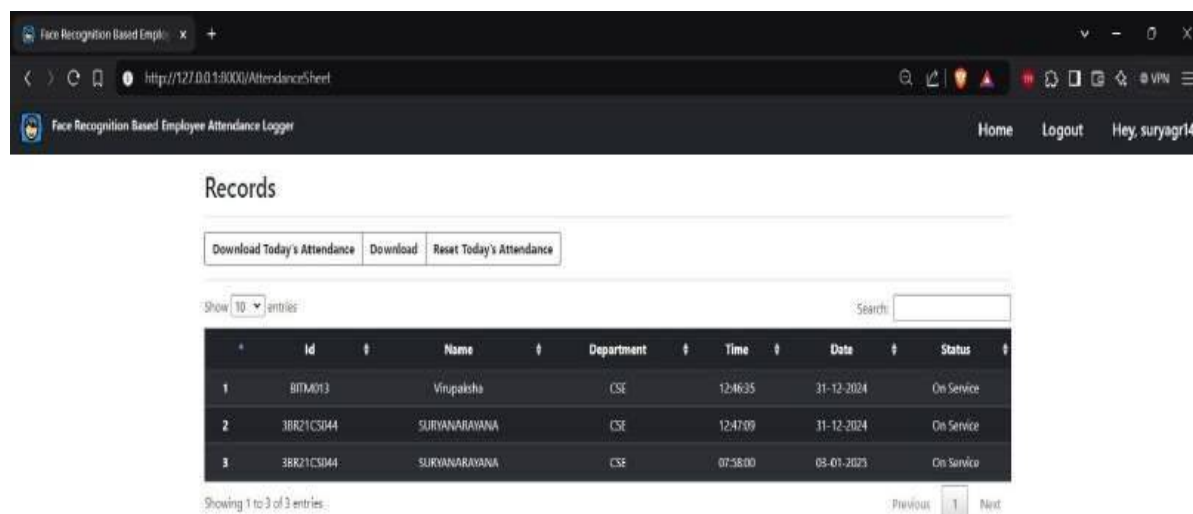 Face Recognition Based Emplo
http://127.0.0.1:8000/AttendanceSheet
VPN
Face Recognition Based Employee Attendance Logger
Home Logout Hey, suryagr14
Records
Download Today's Attendance Download Reset Today's Attendance
Show 10 entries Search:
Id Name Department Time Date Status
1 BITM013 Virupaksha CSE 12:46:35 31-12-2024 On Service
2 3BR21CS044 SURYANARAYANA CSE 12:47:09 31-12-2024 On Service
3 3BR21CS044 SURYANARAYANA CSE 07:58:00 03-01-2025 On Service
Showing 1 to 3 of 3 entries Previous 1 Next